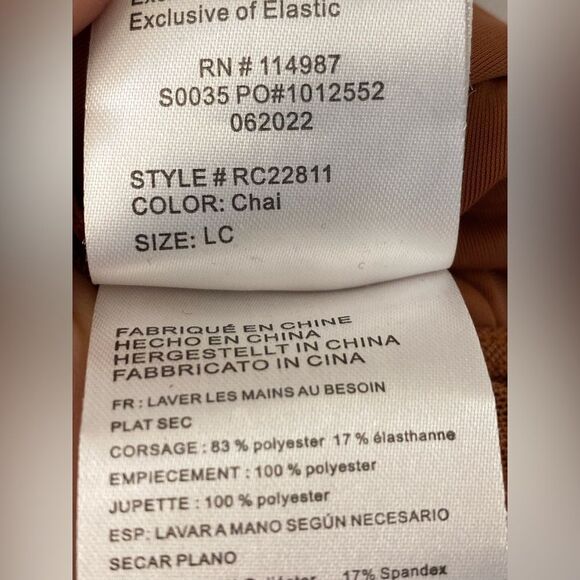 Exclusive of Elastic
RN # 114987
S0035 PO#1012552
062022
STYLE # RC22811
COLOR: Chai
SIZE: LC
FABRIQUÉ EN CHINE
HECHO EN CHINA
HERGESTELLT IN CHINA
FABBRICATO IN CINA
FR : LAVER LES MAINS AU BESOIN
PLAT SEC
CORSAGE : 83 % polyester 17 % élasthanne
EMPIECEMENT : 100 % polyester
JUPETTE : 100 % polyester
ESP: LAVAR A MANO SEGÚN NECESARIO
SECAR PLANO
17% Spandex